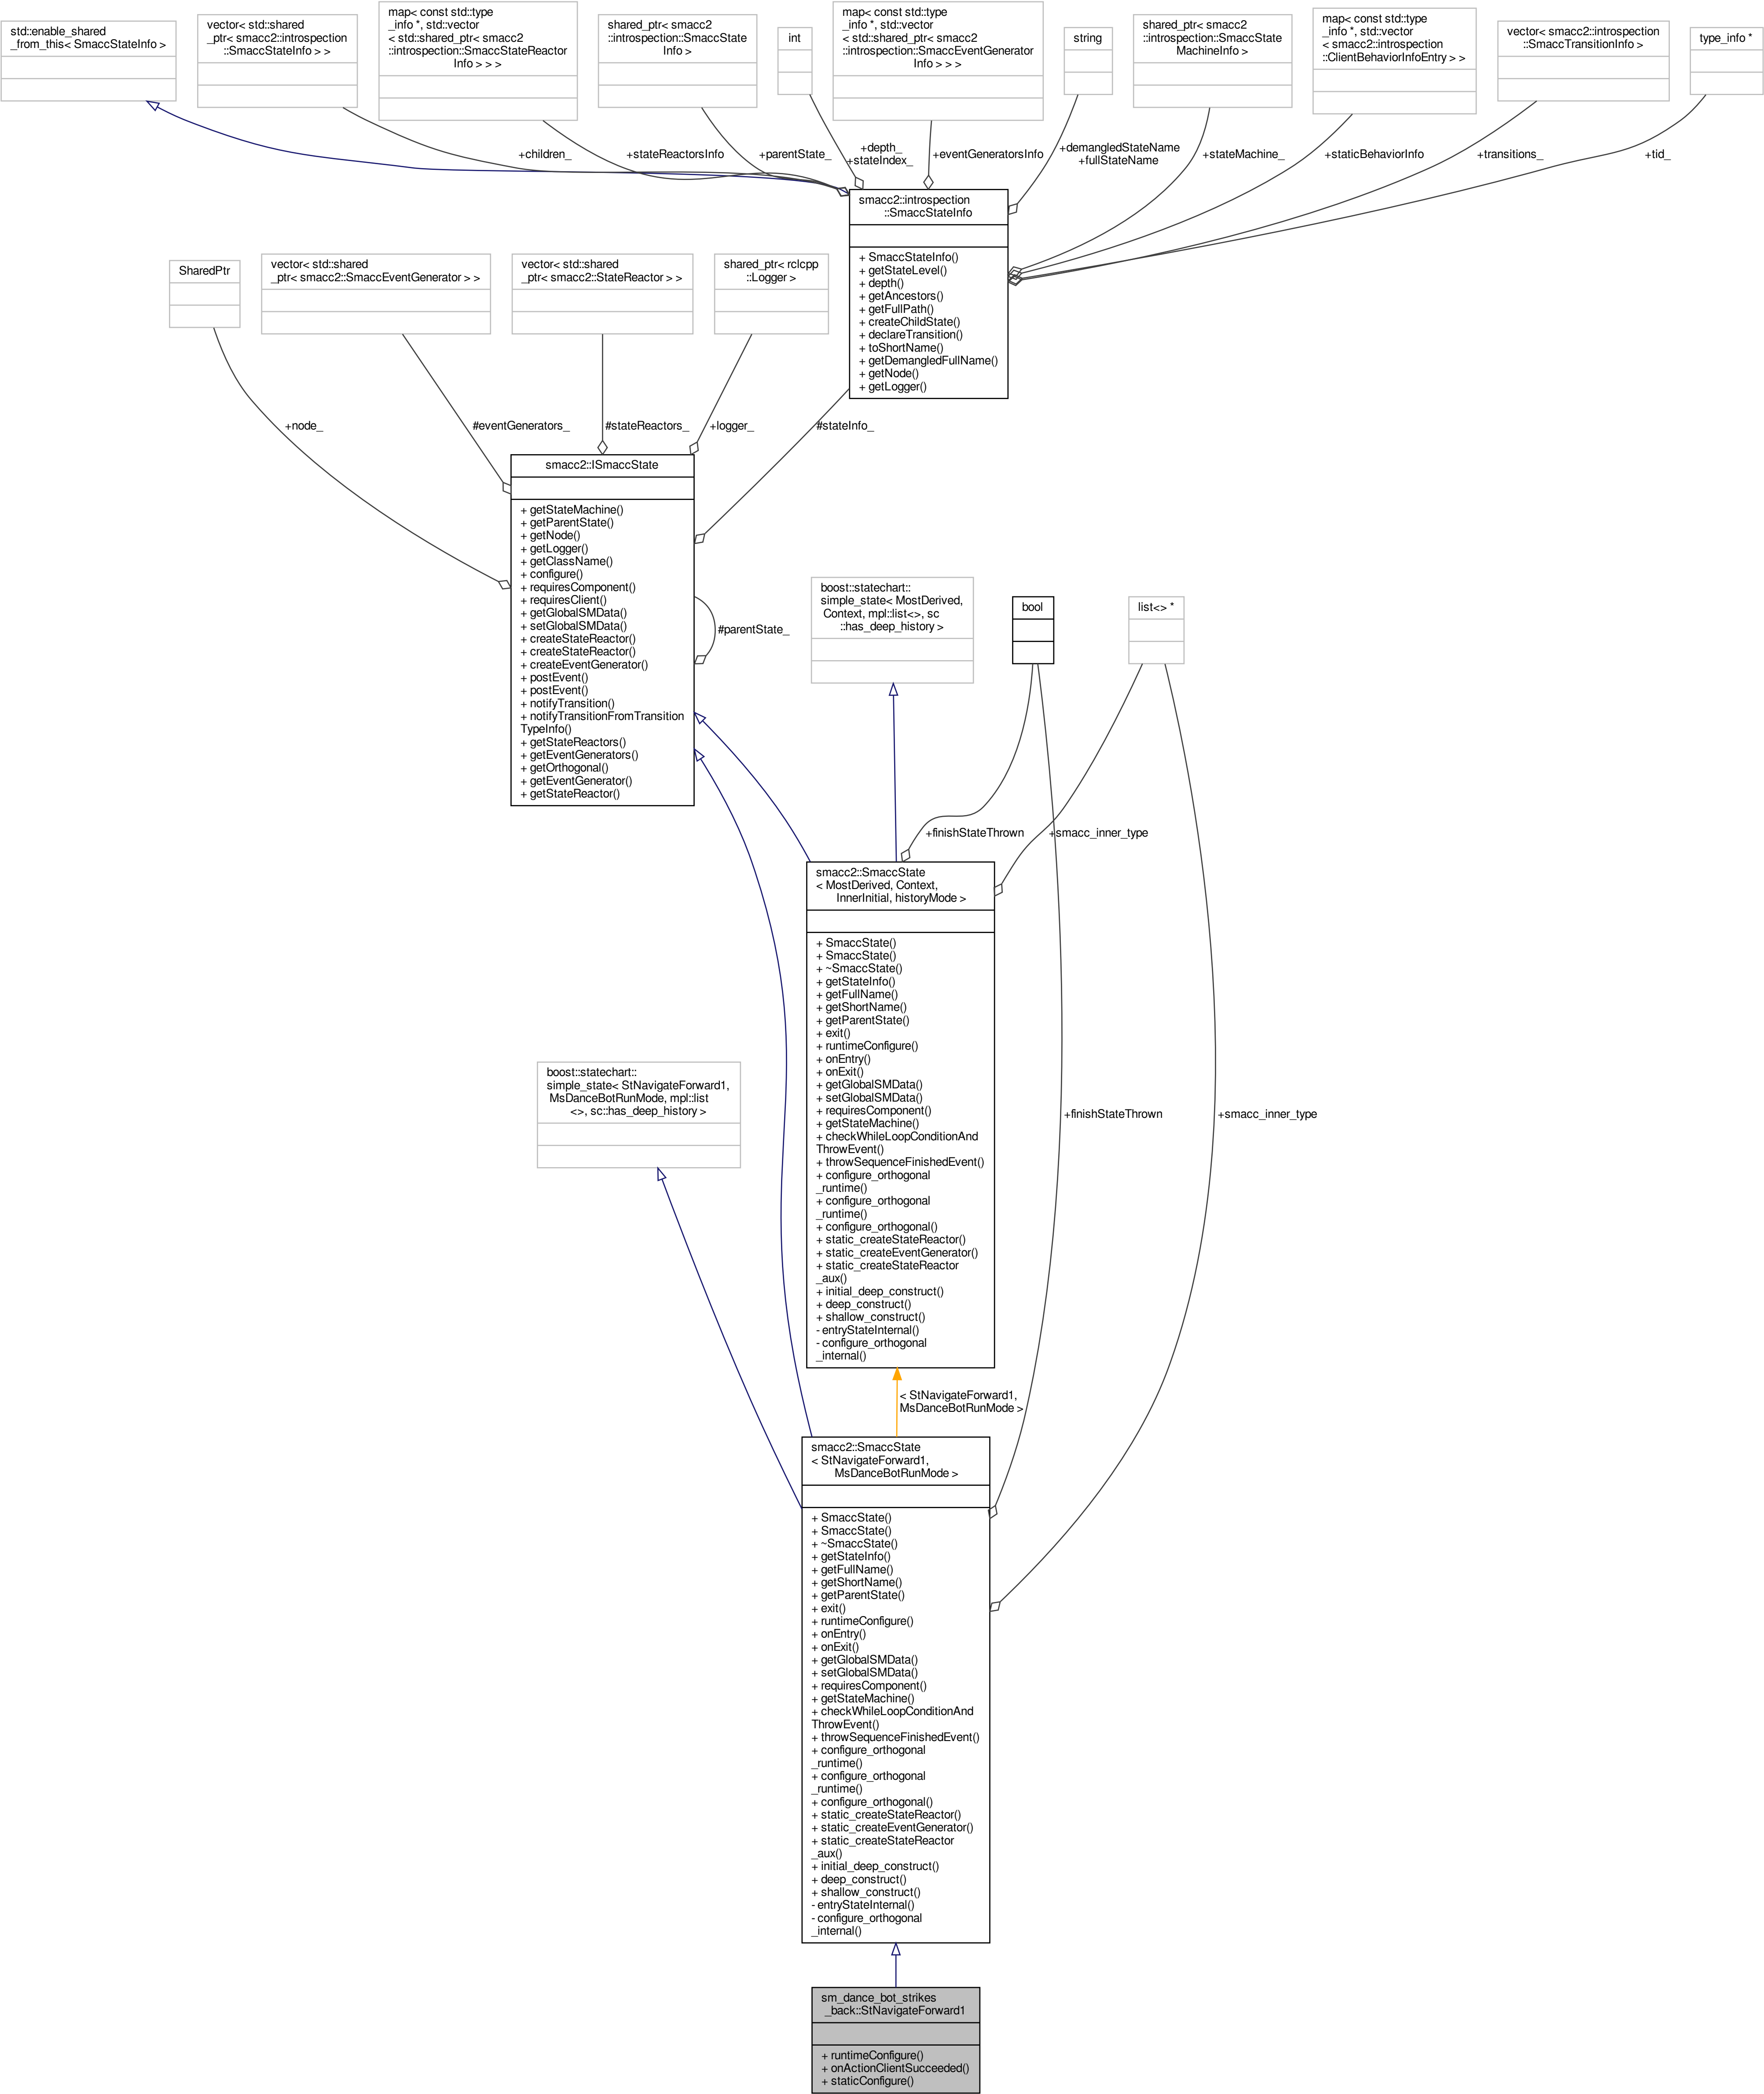 std::enable_shared
_from_this< SmaccStateInfo >
vector< std::shared
_ptr< smacc2::introspection
::SmaccStateInfo > >
map< const std::type
_info *, std::vector
< std::shared_ptr< smacc2
::introspection::SmaccStateReactor
Info > > >
shared_ptr< smacc2
::introspection::SmaccState
Info >
int
map< const std::type
_info *, std::vector
< std::shared_ptr< smacc2
::introspection::SmaccEventGenerator
Info > > >
string
shared_ptr< smacc2
::introspection::SmaccState
MachineInfo >
map< const std::type
_info *, std::vector
< smacc2::introspection
::ClientBehaviorInfoEntry > >
vector< smacc2::introspection
::SmaccTransitionInfo >
type_info *
+children_
+stateReactorsInfo
+parentState_
+depth_
+stateIndex_
+eventGeneratorsInfo
+demangledStateName
+fullStateName
+stateMachine_
+staticBehaviorInfo
+transitions_
+tid_
smacc2::introspection
::SmaccStateInfo
+ SmaccStateInfo()
+ getStateLevel()
+ depth()
+ getAncestors()
+ getFullPath()
+ createChildState()
+ declareTransition()
+ toShortName()
+ getDemangledFullName()
+ getNode()
+ getLogger()
SharedPtr
vector< std::shared
_ptr< smacc2::SmaccEventGenerator > >
vector< std::shared
_ptr< smacc2::StateReactor > >
shared_ptr< rclcpp
::Logger >
+node_
#eventGenerators_
#stateReactors_
+logger_
#stateInfo_
smacc2::ISmaccState
+ getStateMachine()
+ getParentState()
+ getNode()
+ getLogger()
+ getClassName()
+ configure()
+ requiresComponent()
+ requiresClient()
+ getGlobalSMData()
+ setGlobalSMData()
+ createStateReactor()
+ createStateReactor()
+ createEventGenerator()
+ postEvent()
+ postEvent()
+ notifyTransition()
+ notifyTransitionFromTransition
TypeInfo()
+ getStateReactors()
+ getEventGenerators()
+ getOrthogonal()
+ getEventGenerator()
+ getStateReactor()
#parentState_
boost::statechart::
simple_state< MostDerived,
Context, mpl::list<>, sc
::has_deep_history >
bool
list<> *
+finishStateThrown
+smacc_inner_type
smacc2::SmaccState
< MostDerived, Context,
InnerInitial, historyMode >
+ SmaccState()
+ SmaccState()
+ ~SmaccState()
+ getStateInfo()
+ getFullName()
+ getShortName()
+ getParentState()
+ exit()
+ runtimeConfigure()
+ onEntry()
+ onExit()
+ getGlobalSMData()
+ setGlobalSMData()
+ requiresComponent()
+ getStateMachine()
+ checkWhileLoopConditionAnd
ThrowEvent()
+ throwSequenceFinishedEvent()
+ configure_orthogonal
_runtime()
+ configure_orthogonal
_runtime()
+ configure_orthogonal()
+ static_createStateReactor()
+ static_createEventGenerator()
+ static_createStateReactor
_aux()
+ initial_deep_construct()
+ deep_construct()
+ shallow_construct()
- entryStateInternal()
- configure_orthogonal
_internal()
boost::statechart::
simple_state< StNavigateForward1,
MsDanceBotRunMode, mpl::list
<>, sc::has_deep_history >
+finishStateThrown
+smacc_inner_type
< StNavigateForward1,
MsDanceBotRunMode >
smacc2::SmaccState
< StNavigateForward1,
MsDanceBotRunMode >
+ SmaccState()
+ SmaccState()
+ ~SmaccState()
+ getStateInfo()
+ getFullName()
+ getShortName()
+ getParentState()
+ exit()
+ runtimeConfigure()
+ onEntry()
+ onExit()
+ getGlobalSMData()
+ setGlobalSMData()
+ requiresComponent()
+ getStateMachine()
+ checkWhileLoopConditionAnd
ThrowEvent()
+ throwSequenceFinishedEvent()
+ configure_orthogonal
_runtime()
+ configure_orthogonal
_runtime()
+ configure_orthogonal()
+ static_createStateReactor()
+ static_createEventGenerator()
+ static_createStateReactor
_aux()
+ initial_deep_construct()
+ deep_construct()
+ shallow_construct()
- entryStateInternal()
- configure_orthogonal
_internal()
sm_dance_bot_strikes
_back::StNavigateForward1
+ runtimeConfigure()
+ onActionClientSucceeded()
+ staticConfigure()